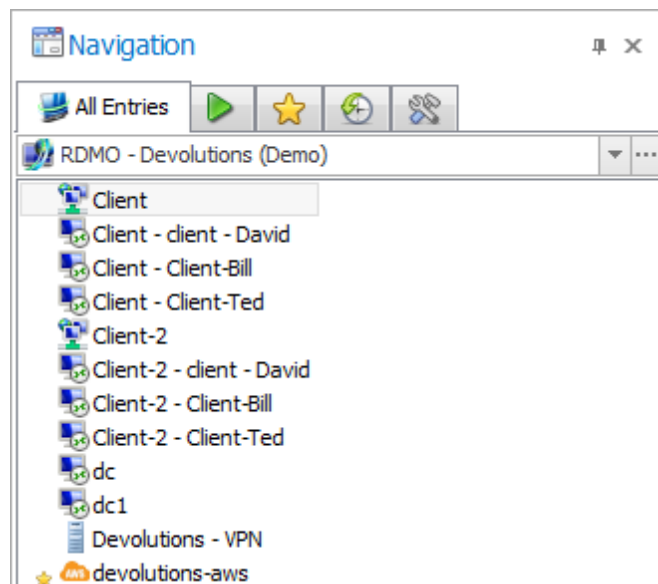 Navigation
All Entries
RDMO - Devolutions (Demo)
Client
Client - client - David
Client - Client-Bill
Client - Client-Ted
Client-2
Client-2 - client - David
Client-2 - Client-Bill
Client-2 - Client-Ted
dc
dc1
Devolutions - VPN
AWS devolutions-aws